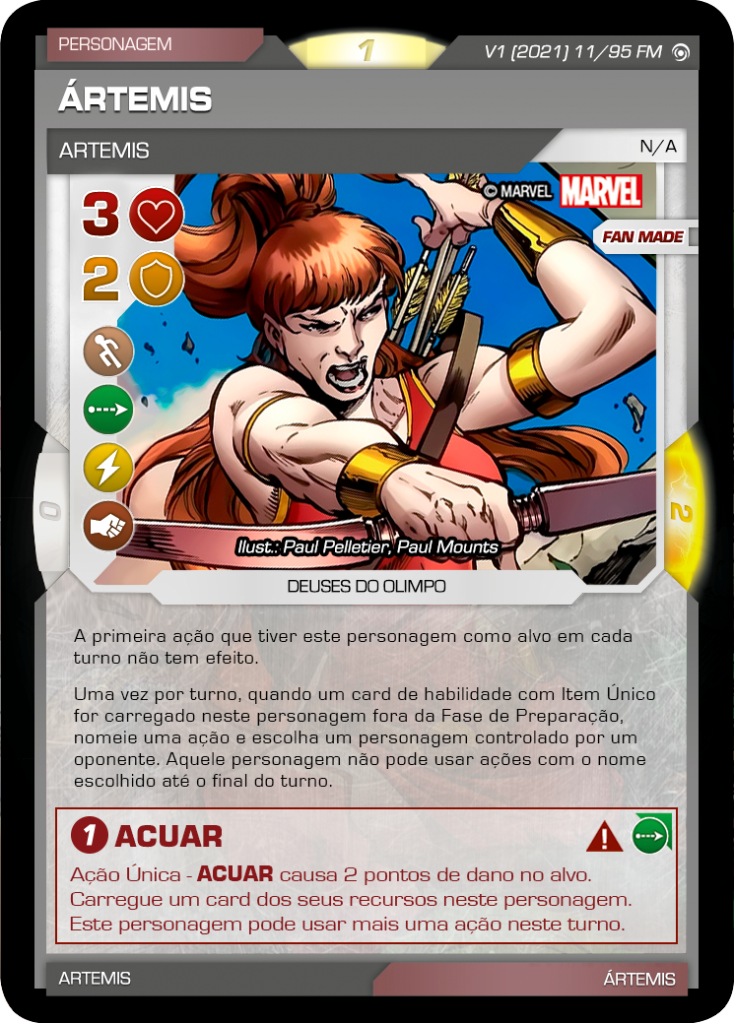 PERSONAGEM
1
V1 (2021) 11/95 FM
ÁRTEMIS
ARTEMIS
N/A
© MARVEL MARVEL
3
FAN MADE
2
0
2
Ilust.: Paul Pelletier, Paul Mounts
DEUSES DO OLIMPO
A primeira ação que tiver este personagem como alvo em cada
turno não tem efeito.
Uma vez por turno, quando um card de habilidade com Item Único
for carregado neste personagem fora da Fase de Preparação,
nomeie uma ação e escolha um personagem controlado por um
oponente. Aquele personagem não pode usar ações com o nome
escolhido até o final do turno.
1 ACUAR
Ação Única - ACUAR causa 2 pontos de dano no alvo.
Carregue um card dos seus recursos neste personagem.
Este personagem pode usar mais uma ação neste turno.
ÁRTEMIS
ÁRTEMIS